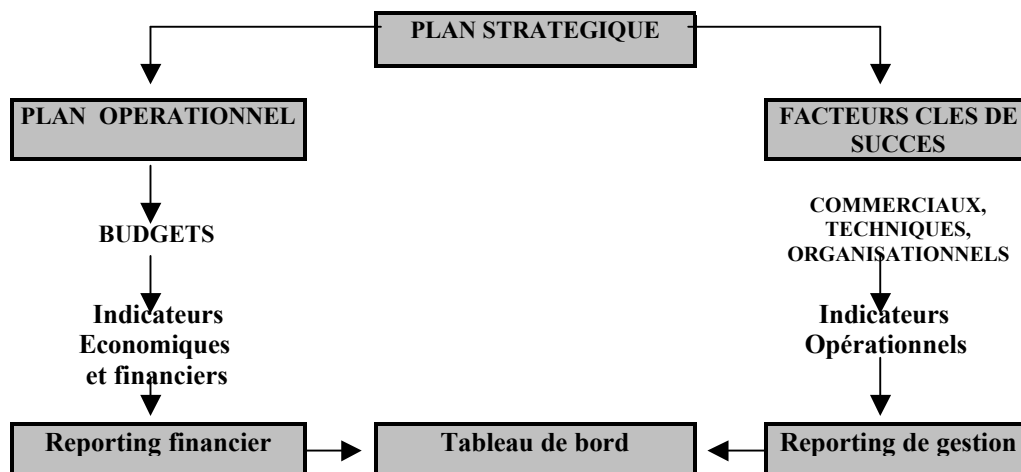 PLAN STRATEGIQUE
PLAN OPERATIONNEL
FACTEURS CLES DE
SUCCES
COMMERCIAUX,
TECHNIQUES,
ORGANISATIONNELS
BUDGETS
Indicateurs
Economiques
et financiers
Indicateurs
Opérationnels
Reporting financier
Tableau de bord
Reporting de gestion